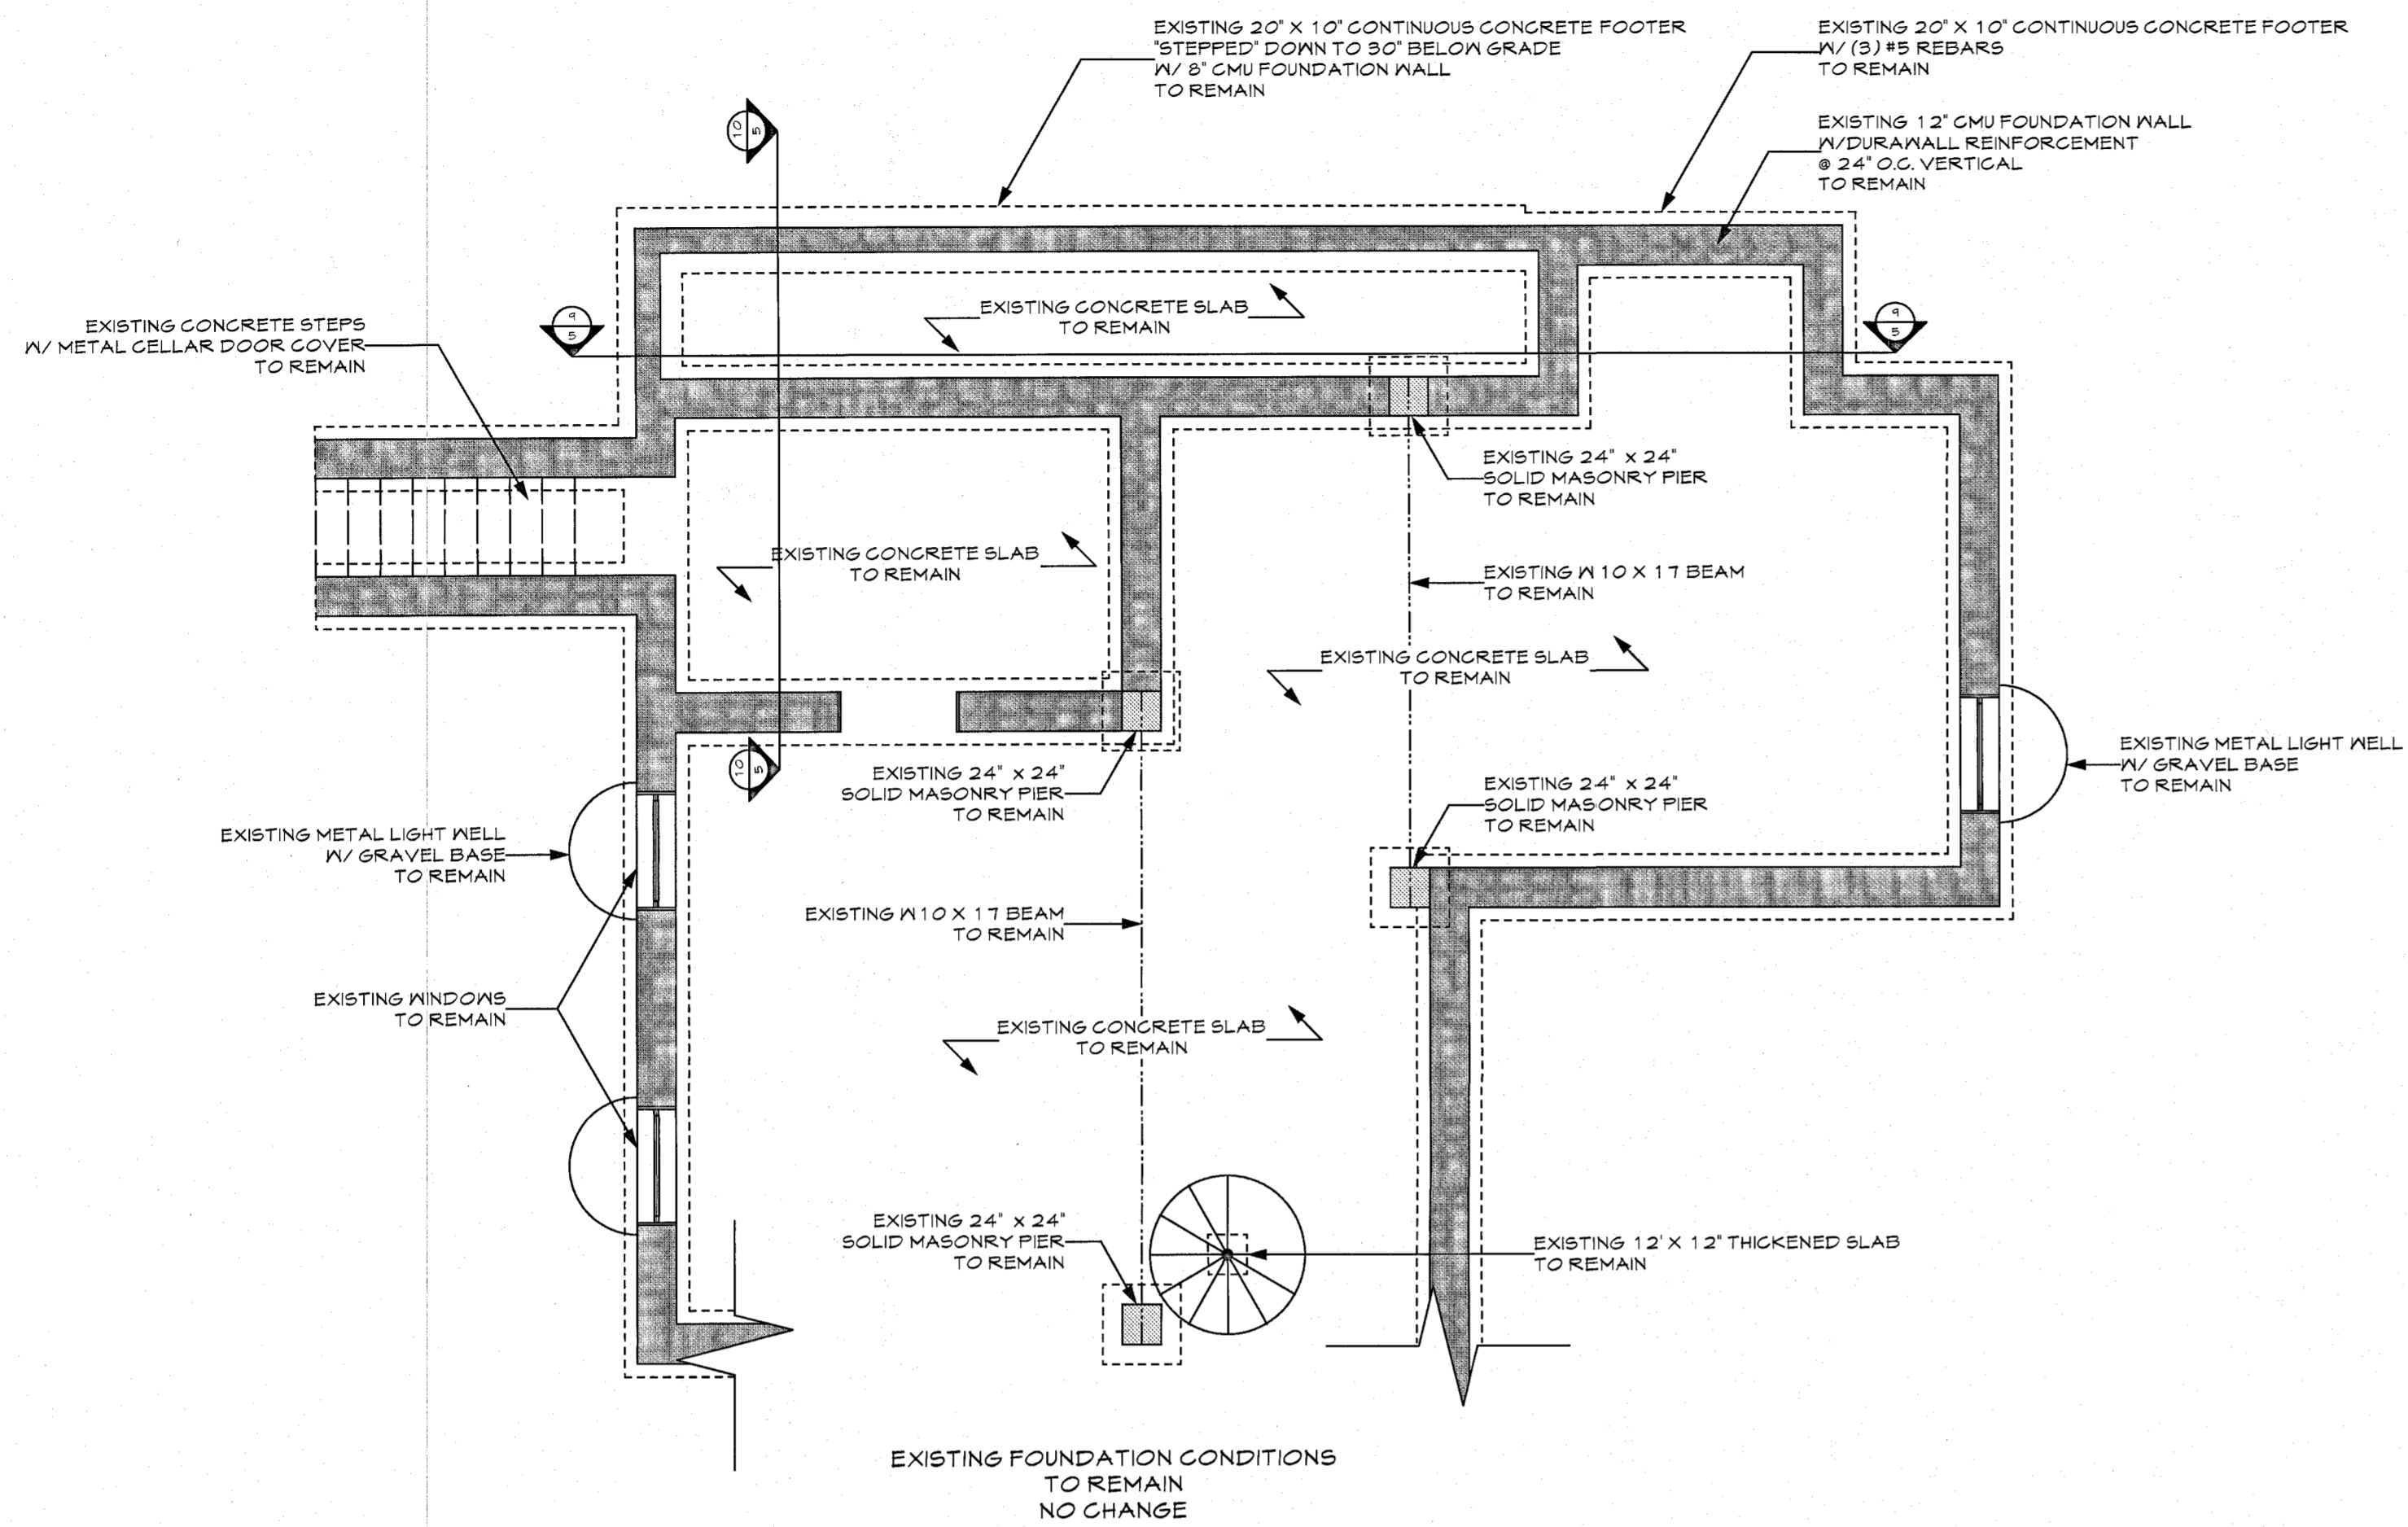 EXISTING 20" X 10" CONTINUOUS CONCRETE FOOTER
"STEPPED" DOWN TO 30" BELOW GRADE
W/ 8" CMU FOUNDATION WALL
TO REMAIN
EXISTING 20" X 10" CONTINUOUS CONCRETE FOOTER
W/ (3) #5 REBARS
TO REMAIN
EXISTING 12" CMU FOUNDATION WALL
W/DURAWALL REINFORCEMENT
@ 24" O.C. VERTICAL
TO REMAIN
10
5
EXISTING CONCRETE STEPS
W/ METAL CELLAR DOOR COVER
TO REMAIN
9
5
EXISTING CONCRETE SLAB
TO REMAIN
9
5
EXISTING 24" x 24"
SOLID MASONRY PIER
TO REMAIN
EXISTING CONCRETE SLAB
TO REMAIN
EXISTING W 10 X 17 BEAM
TO REMAIN
EXISTING CONCRETE SLAB
TO REMAIN
10
5
EXISTING 24" x 24"
SOLID MASONRY PIER
TO REMAIN
EXISTING 24" x 24"
SOLID MASONRY PIER
TO REMAIN
EXISTING METAL LIGHT WELL
W/ GRAVEL BASE
TO REMAIN
EXISTING METAL LIGHT WELL
W/ GRAVEL BASE
TO REMAIN
EXISTING W10 X 17 BEAM
TO REMAIN
EXISTING WINDOWS
TO REMAIN
EXISTING CONCRETE SLAB
TO REMAIN
EXISTING 24" x 24"
SOLID MASONRY PIER
TO REMAIN
EXISTING 12' X 12" THICKENED SLAB
TO REMAIN
EXISTING FOUNDATION CONDITIONS
TO REMAIN
NO CHANGE